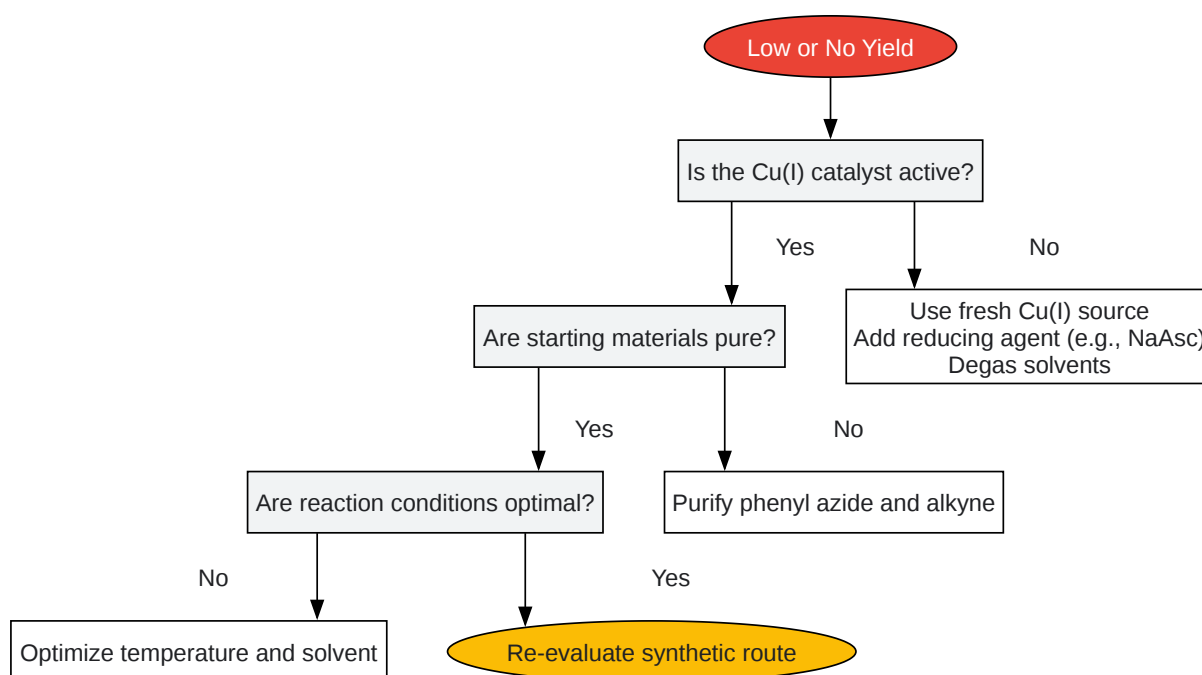 Low or No Yield
Is the Cu(I) catalyst active?
Yes
No
Use fresh Cu(I) source
Add reducing agent (e.g., NaAsc)
Degas solvents
Are starting materials pure?
Yes
No
Are reaction conditions optimal?
Purify phenyl azide and alkyne
No
Yes
Optimize temperature and solvent
Re-evaluate synthetic route